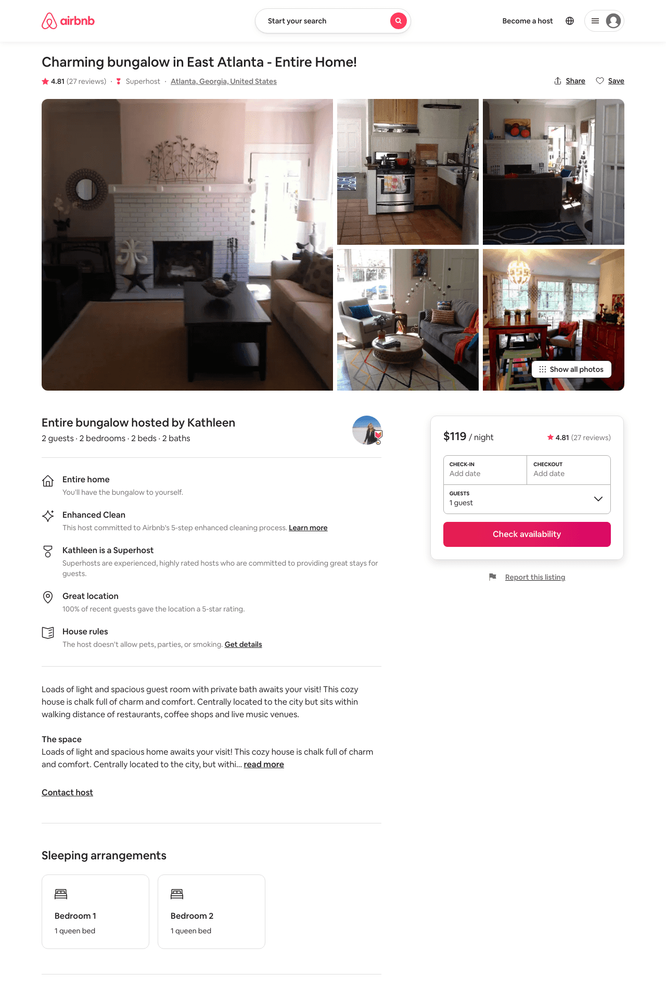 airbnb
Start your search
Become a host
Charming bungalow in East Atlanta - Entire Home!
4.81 (27 reviews) · Superhost · Atlanta, Georgia, United States
Share
Save
Show all photos
Entire bungalow hosted by Kathleen
2 guests · 2 bedrooms · 2 beds · 2 baths
$119 / night
4.81 (27 reviews)
CHECK-IN
Add date
CHECKOUT
Add date
GUESTS
1 guest
Check availability
Report this listing
Entire home
You’ll have the bungalow to yourself.
Enhanced Clean
This host committed to Airbnb's 5-step enhanced cleaning process. Learn more
Kathleen is a Superhost
Superhosts are experienced, highly rated hosts who are committed to providing great stays for
guests.
Great location
100% of recent guests gave the location a 5-star rating.
House rules
The host doesn’t allow pets, parties, or smoking. Get details
Loads of light and spacious guest room with private bath awaits your visit! This cozy
house is chalk full of charm and comfort. Centrally located to the city but sits within
walking distance of restaurants, coffee shops and live music venues.
The space
Loads of light and spacious home awaits your visit! This cozy house is chalk full of charm
and comfort. Centrally located to the city, but withi... read more
Contact host
Sleeping arrangements
Bedroom 1
1 queen bed
Bedroom 2
1 queen bed